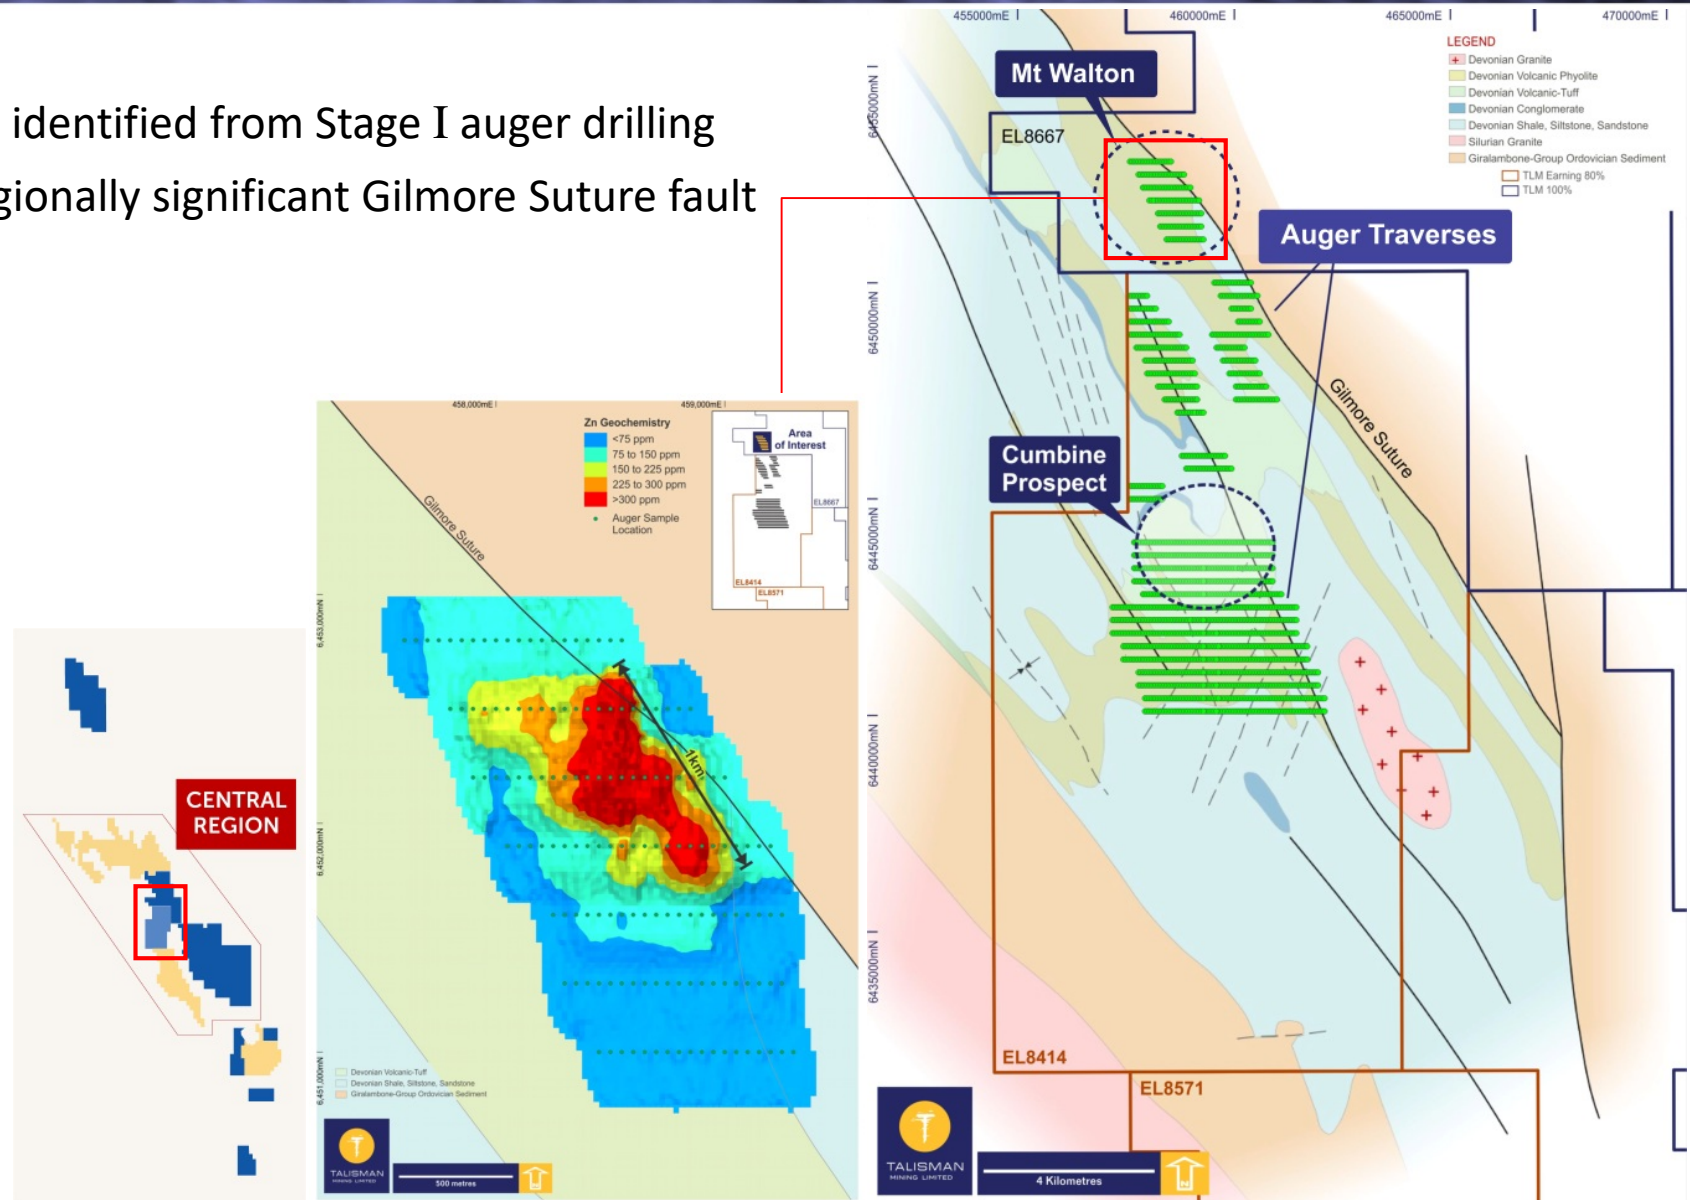 identified from Stage I auger drilling
gionally significant Gilmore Suture fault
455000mE
460000mE
465000mE
470000mE
6455000mN
6450000mN
6445000mN
6440000mN
6435000mN
LEGEND
Devonian Granite
Devonian Volcanic Phyolite
Devonian Volcanic-Tuff
Devonian Conglomerate
Devonian Shale, Siltstone, Sandstone
Silurian Granite
Giralambone-Group Ordovician Sediment
TLM Earning 80%
TLM 100%
Mt Walton
EL8667
Auger Traverses
Gilmore Suture
Cumbine
Prospect
EL8414
EL8571
TALISMAN
MINING LIMITED
4 Kilometres
N
458,000mE
459,000mE
6,453,000mN
6,452,000mN
6,451,000mN
Zn Geochemistry
<75 ppm
75 to 150 ppm
150 to 225 ppm
225 to 300 ppm
>300 ppm
Auger Sample
Location
Area
of Interest
EL8667
EL8414
EL8571
Gilmore Suture
1km
Devonian Volcanic-Tuff
Devonian Shale, Siltstone, Sandstone
Giralambone-Group Ordovician Sediment
TALISMAN
MINING LIMITED
500 metres
CENTRAL
REGION